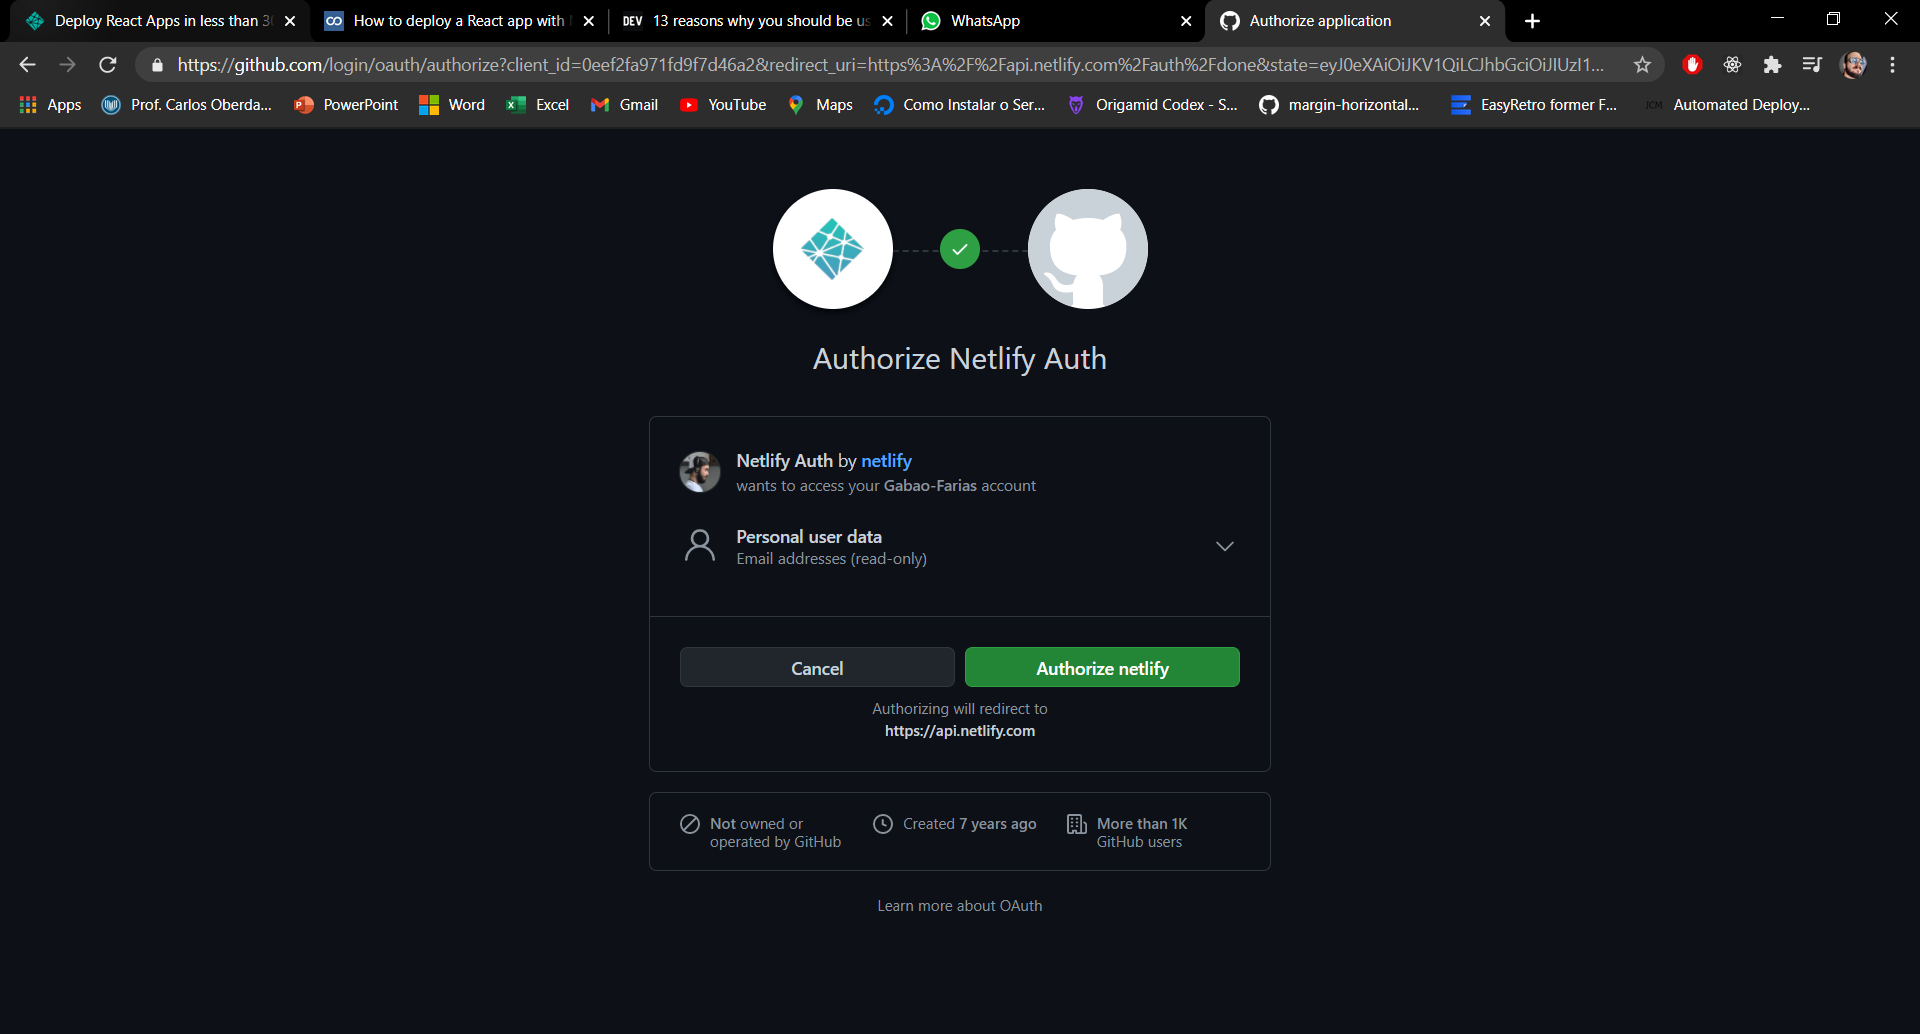 Deploy React Apps in less than 30
How to deploy a React app with
DEV 13 reasons why you should be us
WhatsApp
Authorize application
https://github.com/login/oauth/authorize?client_id=0eef2fa971fd9f7d46a2&redirect_uri=https%3A%2F%2Fapi.netlify.com%2Fauth%2Fdone&state=eyJ0eXAiOiJKV1QiLCJhbGciOiJIUzI1...
Apps
Prof. Carlos Oberda...
PowerPoint
Word
Excel
Gmail
YouTube
Maps
Como Instalar o Ser...
Origamid Codex - S...
margin-horizontal...
EasyRetro former F...
JCM Automated Deploy...
Authorize Netlify Auth
Netlify Auth by netlify
wants to access your Gabao-Farias account
Personal user data
Email addresses (read-only)
Cancel
Authorize netlify
Authorizing will redirect to
https://api.netlify.com
Not owned or
operated by GitHub
Created 7 years ago
More than 1K
GitHub users
Learn more about OAuth